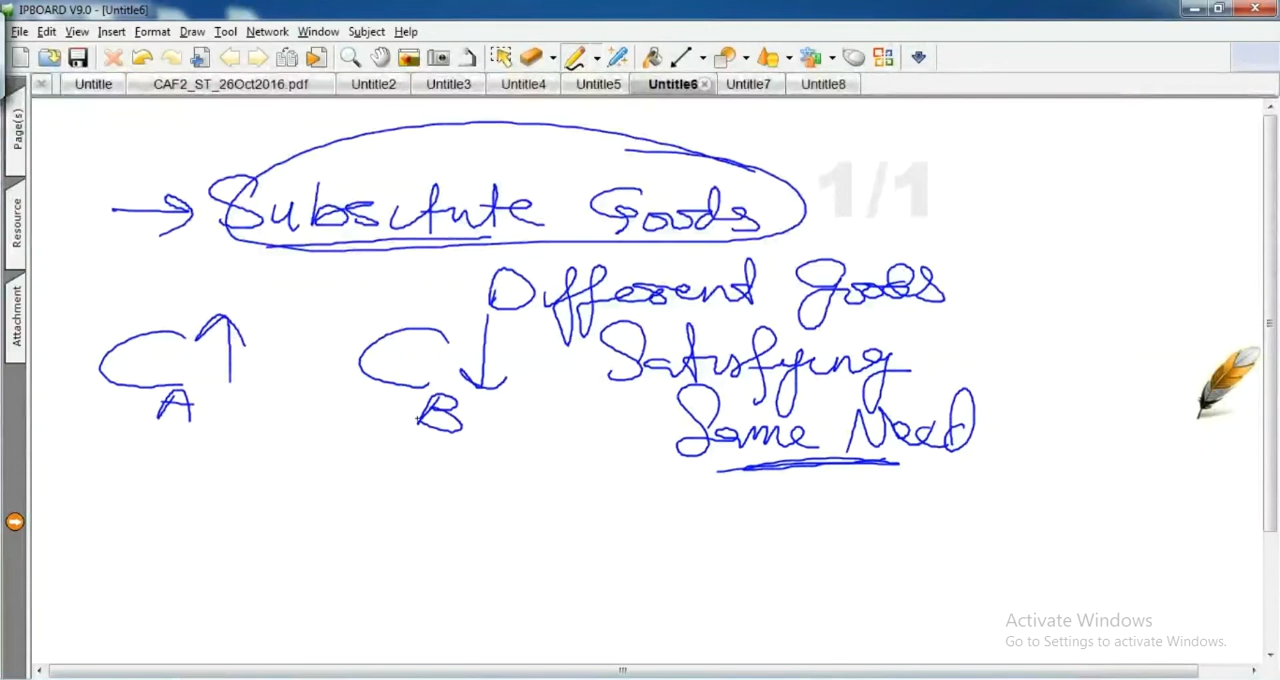 IPBOARD V9.0 - [Untitle6]
File Edit View Insert Format Draw Tool Network Window Subject Help
Untitle CAF2_ST_26Oct2016.pdf Untitle2 Untitle3 Untitle4 Untitle5 Untitle6 Untitle7 Untitle8
Page(s)
Resource
Attachment
1/1
Subsitute Goods
Different goods
Satisfying
Same Need
C A
C B
Activate Windows
Go to Settings to activate Windows.